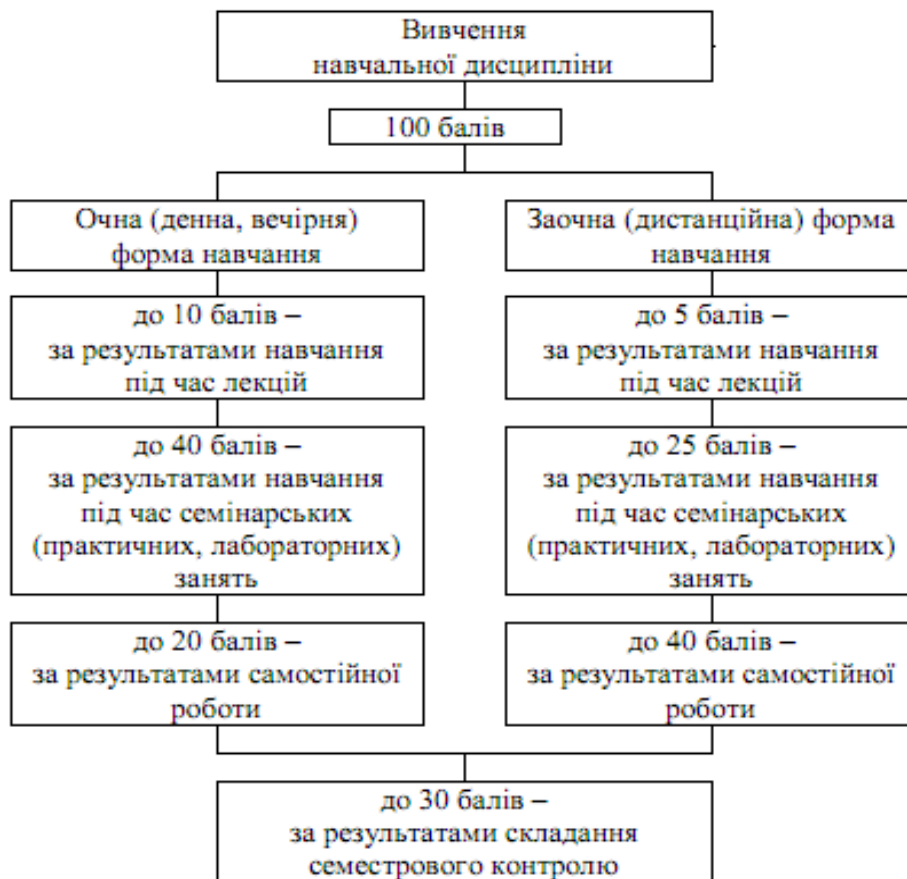 Вивчення
навчальної дисципліни
100 балів
Очна (денна, вечірня)
форма навчання
Заочна (дистанційна) форма
навчання
до 10 балів –
за результатами навчання
під час лекцій
до 5 балів –
за результатами навчання
під час лекцій
до 40 балів –
за результатами навчання
під час семінарських
(практичних, лабораторних)
занять
до 25 балів –
за результатами навчання
під час семінарських
(практичних, лабораторних)
занять
до 20 балів –
за результатами самостійної
роботи
до 40 балів –
за результатами самостійної
роботи
до 30 балів –
за результатами складання
семестрового контролю